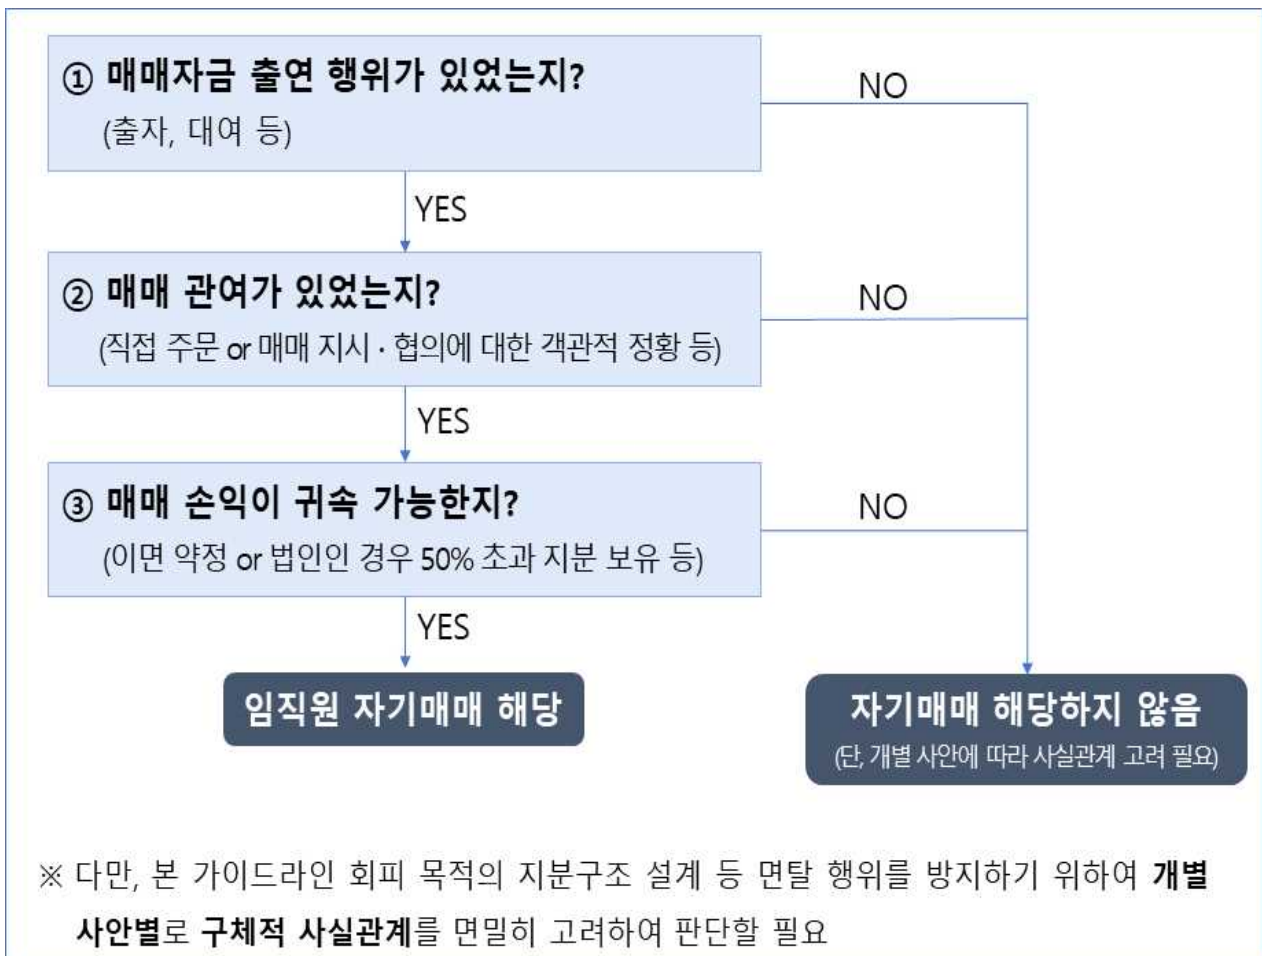 ① 매매자금 출연 행위가 있었는지?
(출자, 대여 등)
NO
YES
② 매매 관여가 있었는지?
(직접 주문 or 매매 지시 · 협의에 대한 객관적 정황 등)
NO
YES
③ 매매 손익이 귀속 가능한지?
(이면 약정 or 법인인 경우 50% 초과 지분 보유 등)
NO
YES
임직원 자기매매 해당
자기매매 해당하지 않음
(단, 개별 사안에 따라 사실관계 고려 필요)
※ 다만, 본 가이드라인 회피 목적의 지분구조 설계 등 면탈 행위를 방지하기 위하여 개별
사안별로 구체적 사실관계를 면밀히 고려하여 판단할 필요